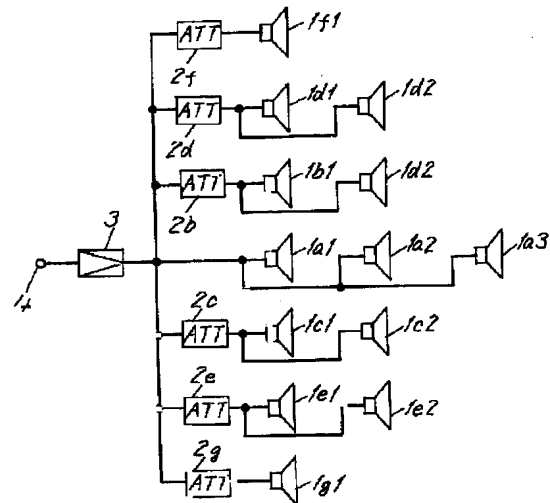 ATT 1f1
2f
ATT 1d1 1d2
2d
ATT 1b1 1d2
2b
3
1a1 1a2 1a3
14
2c
ATT 1c1 1c2
2e
ATT 1e1 1e2
2g
ATT 1g1